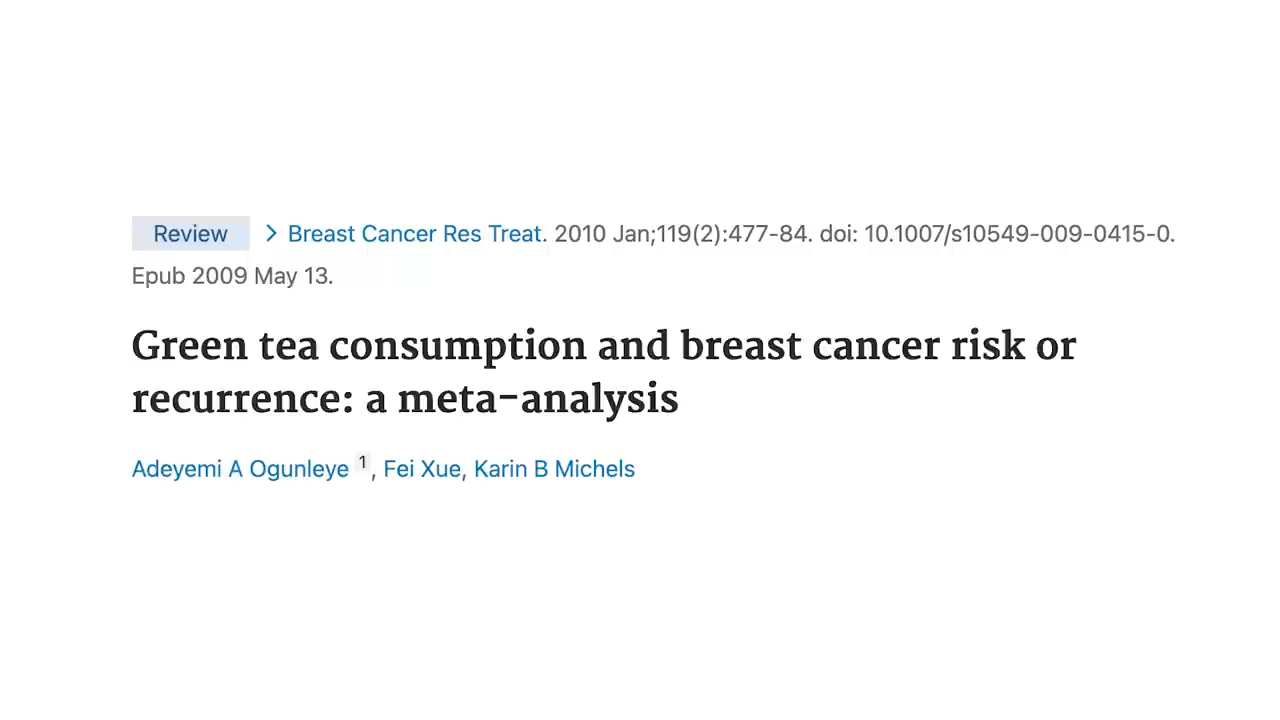 Review > Breast Cancer Res Treat. 2010 Jan;119(2):477-84. doi: 10.1007/s10549-009-0415-0.
Epub 2009 May 13.
Green tea consumption and breast cancer risk or
recurrence: a meta-analysis
Adeyemi A Ogunleye 1, Fei Xue, Karin B Michels